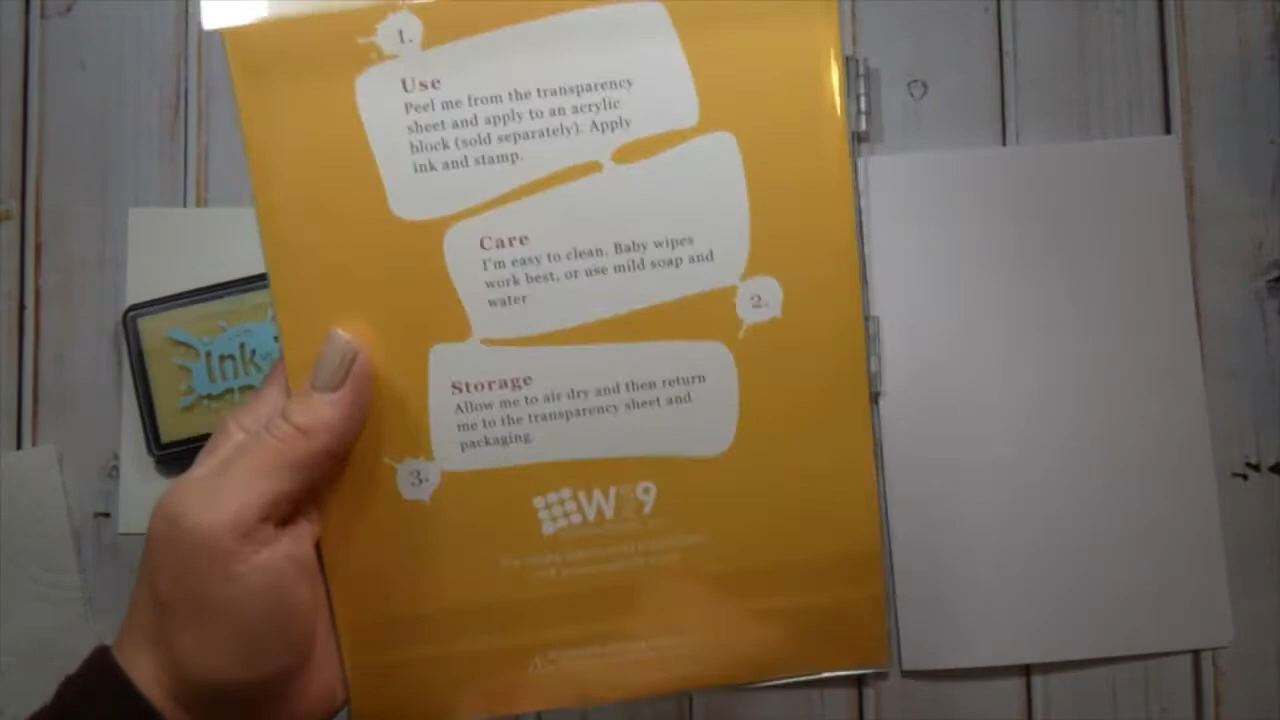 1.
Use
Peel me from the transparency
sheet and apply to an acrylic
block (sold separately). Apply
ink and stamp.
Care
I'm easy to clean. Baby wipes
work best, or use mild soap and
water
2.
Storage
Allow me to air dry and then return
me to the transparency sheet and
packaging.
3.
Ink